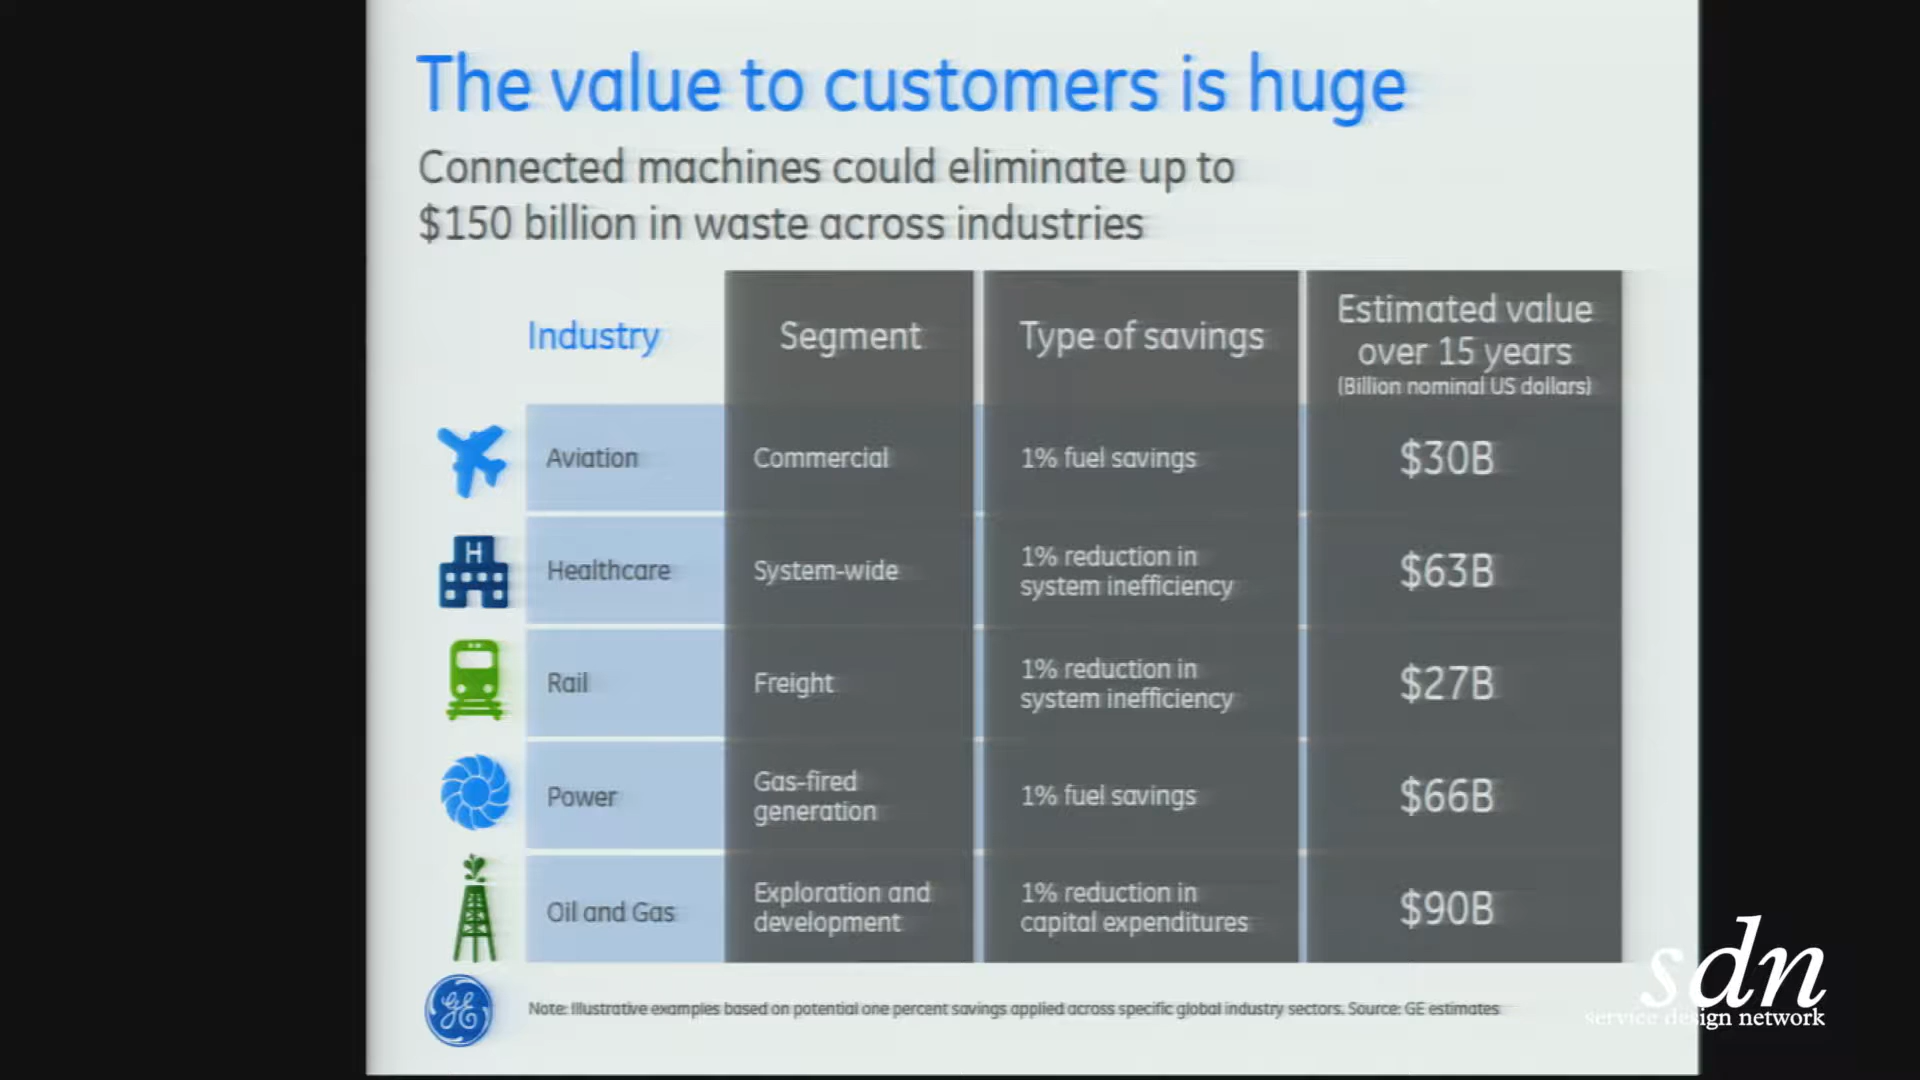 The value to customers is huge
Connected machines could eliminate up to
$150 billion in waste across industries
Industry
Segment
Type of savings
Estimated value
over 15 years
(Billion nominal US dollars)
Aviation
Commercial
1% fuel savings
$30B
H
Healthcare
System-wide
1% reduction in
system inefficiency
$63B
Rail
Freight
1% reduction in
system inefficiency
$27B
Power
Gas-fired
generation
1% fuel savings
$66B
Oil and Gas
Exploration and
development
1% reduction in
capital expenditures
$90B
GE
Note: Illustrative examples based on potential one percent savings applied across specific global industry sectors. Source: GE estimates
sdn
service design network